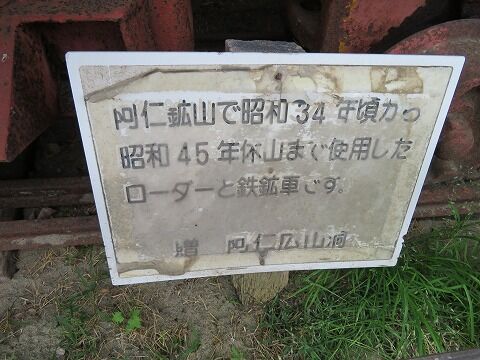 阿仁鉱山で昭和34年頃から
昭和45年休山まで使用した
ローダーと鉄鉱車です。
贈 阿仁広山